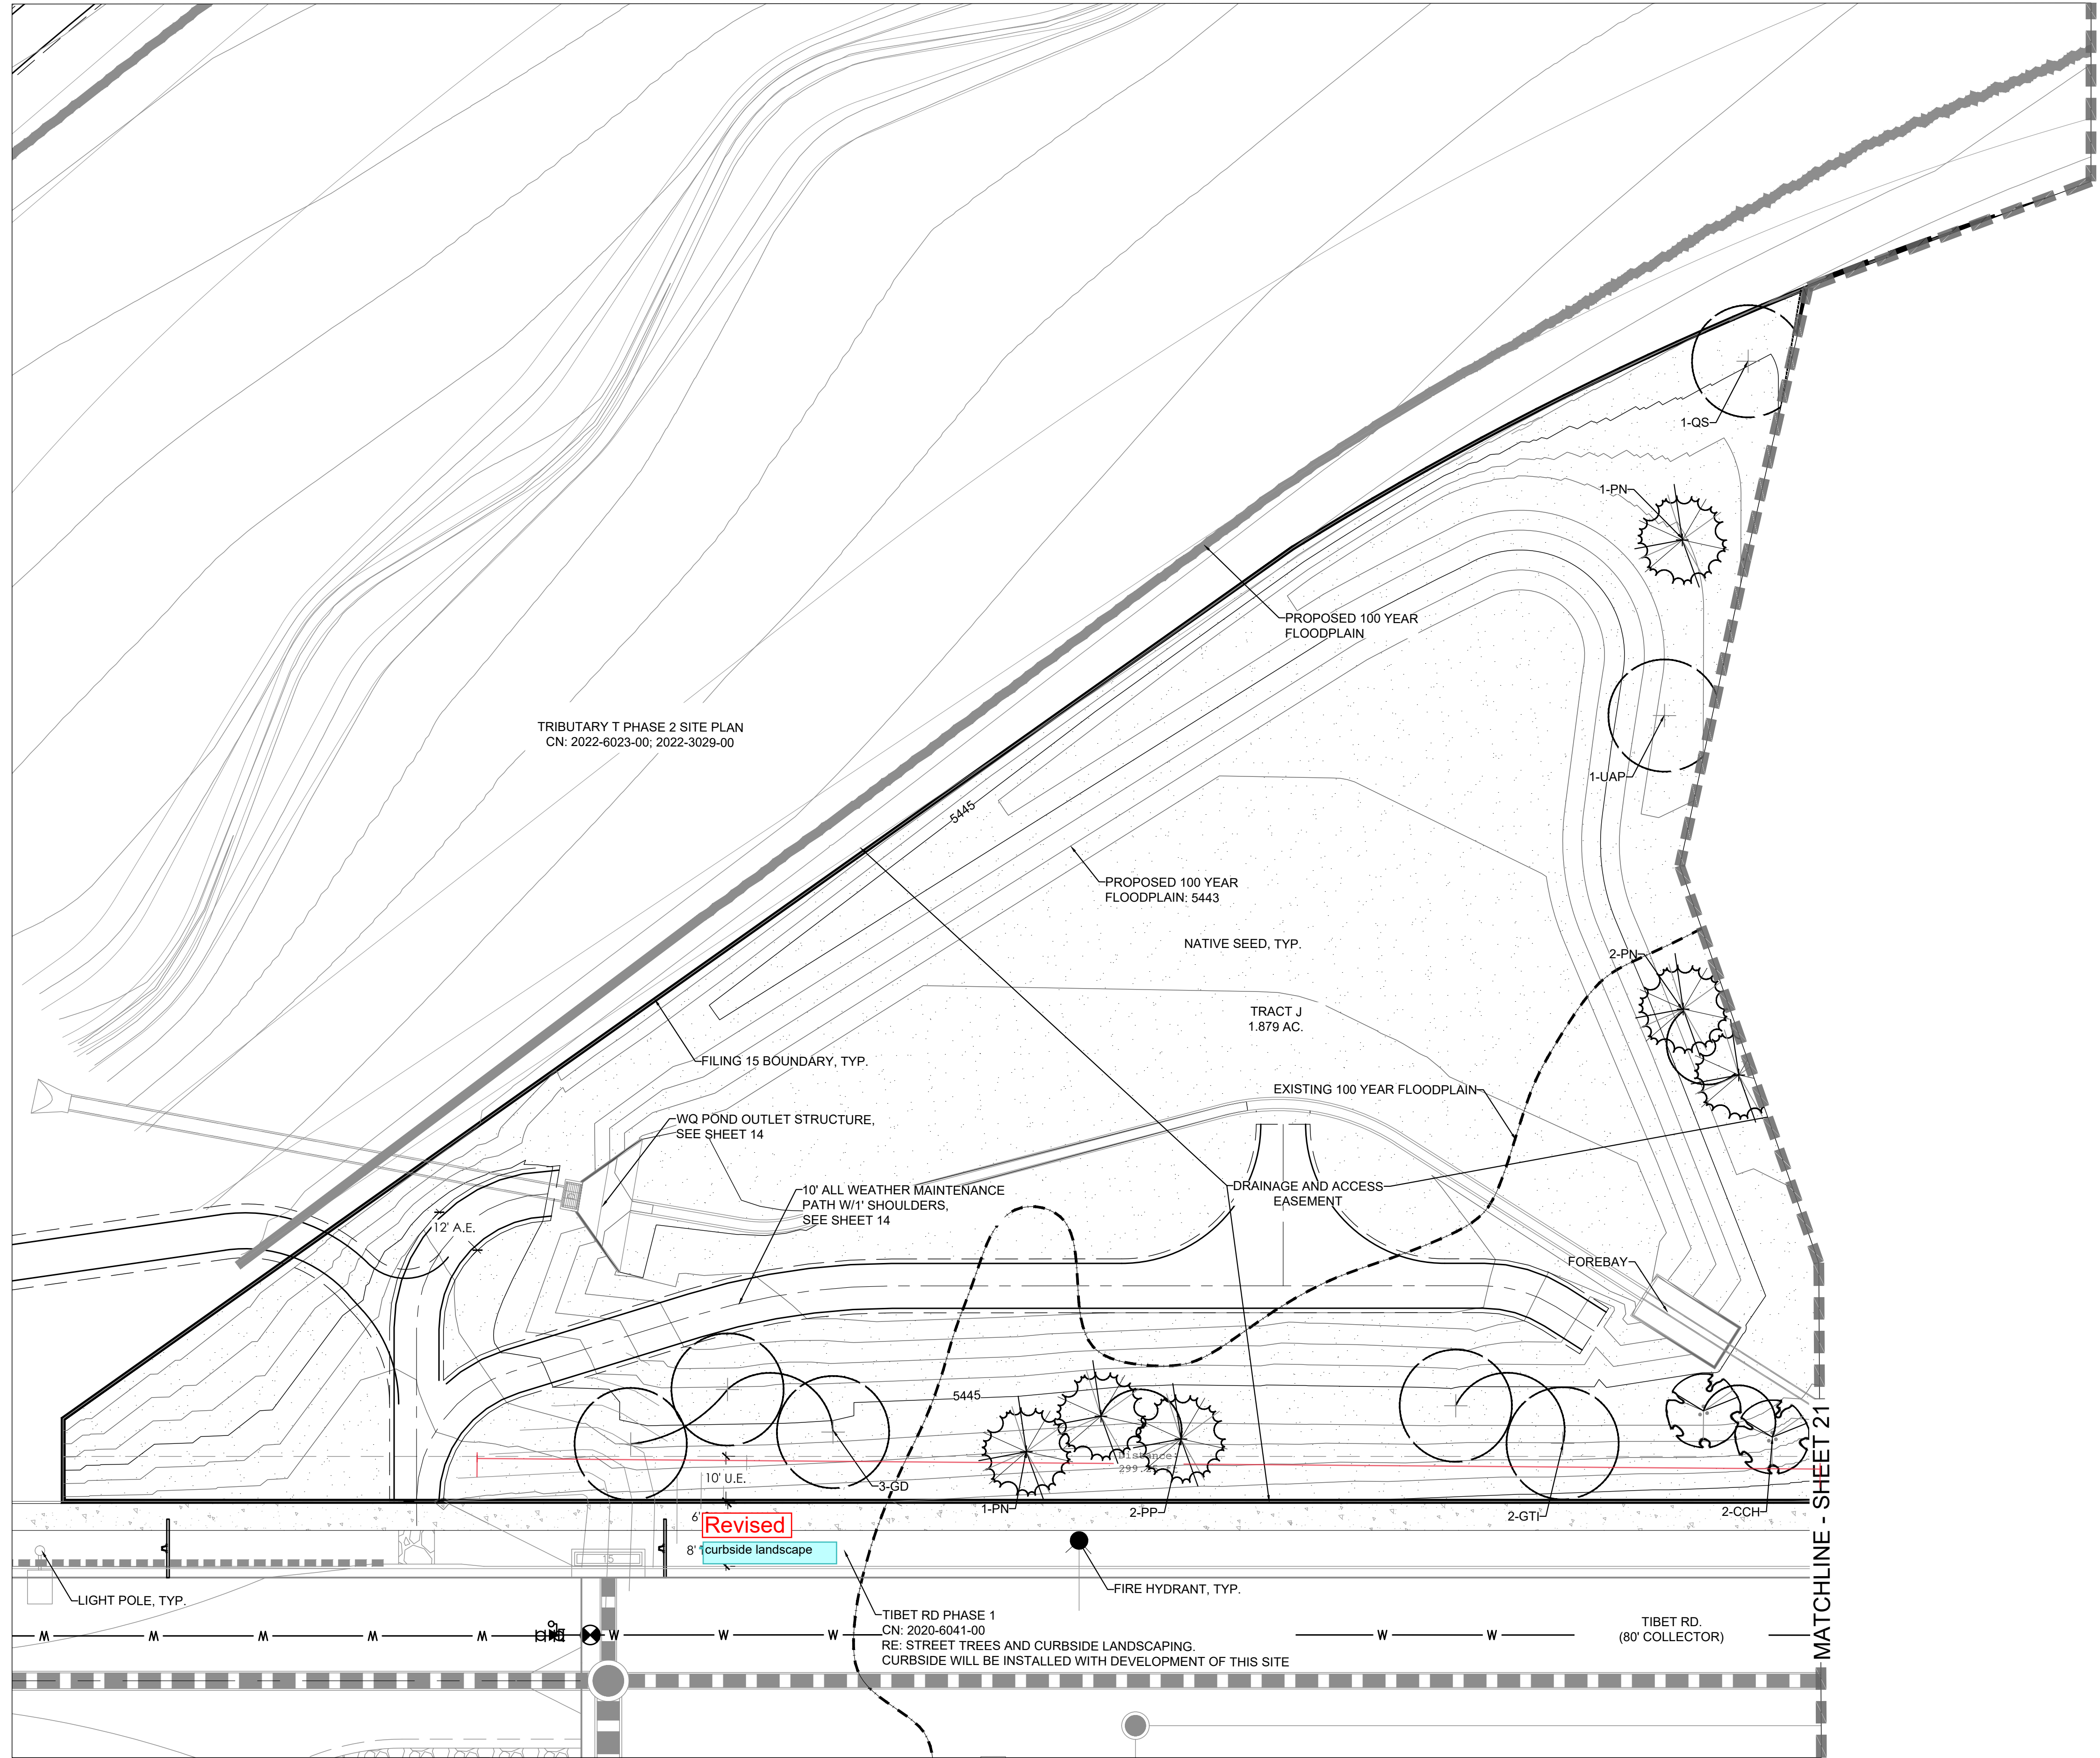 1-QS
1-PN
PROPOSED 100 YEAR
FLOODPLAIN
TRIBUTARY T PHASE 2 SITE PLAN
CN: 2022-6023-00; 2022-3029-00
1-UAP
5445
PROPOSED 100 YEAR
FLOODPLAIN: 5443
NATIVE SEED, TYP.
2-PN
TRACT J
1.879 AC.
FILING 15 BOUNDARY, TYP.
EXISTING 100 YEAR FLOODPLAIN
WQ POND OUTLET STRUCTURE,
SEE SHEET 14
10' ALL WEATHER MAINTENANCE
PATH W/1' SHOULDERS,
SEE SHEET 14
DRAINAGE AND ACCESS
EASEMENT
12' A.E.
FOREBAY
5445
Distance:
10' U.E.
3-GD
1-PN
2-PP
2-GTI
2-CCH
6'
Revised
8'
curbside landscape
15
LIGHT POLE, TYP.
FIRE HYDRANT, TYP.
TIBET RD PHASE 1
CN: 2020-6041-00
RE: STREET TREES AND CURBSIDE LANDSCAPING.
CURBSIDE WILL BE INSTALLED WITH DEVELOPMENT OF THIS SITE
TIBET RD.
(80' COLLECTOR)
W W W W W W W W W
MATCHLINE - SHEET 21